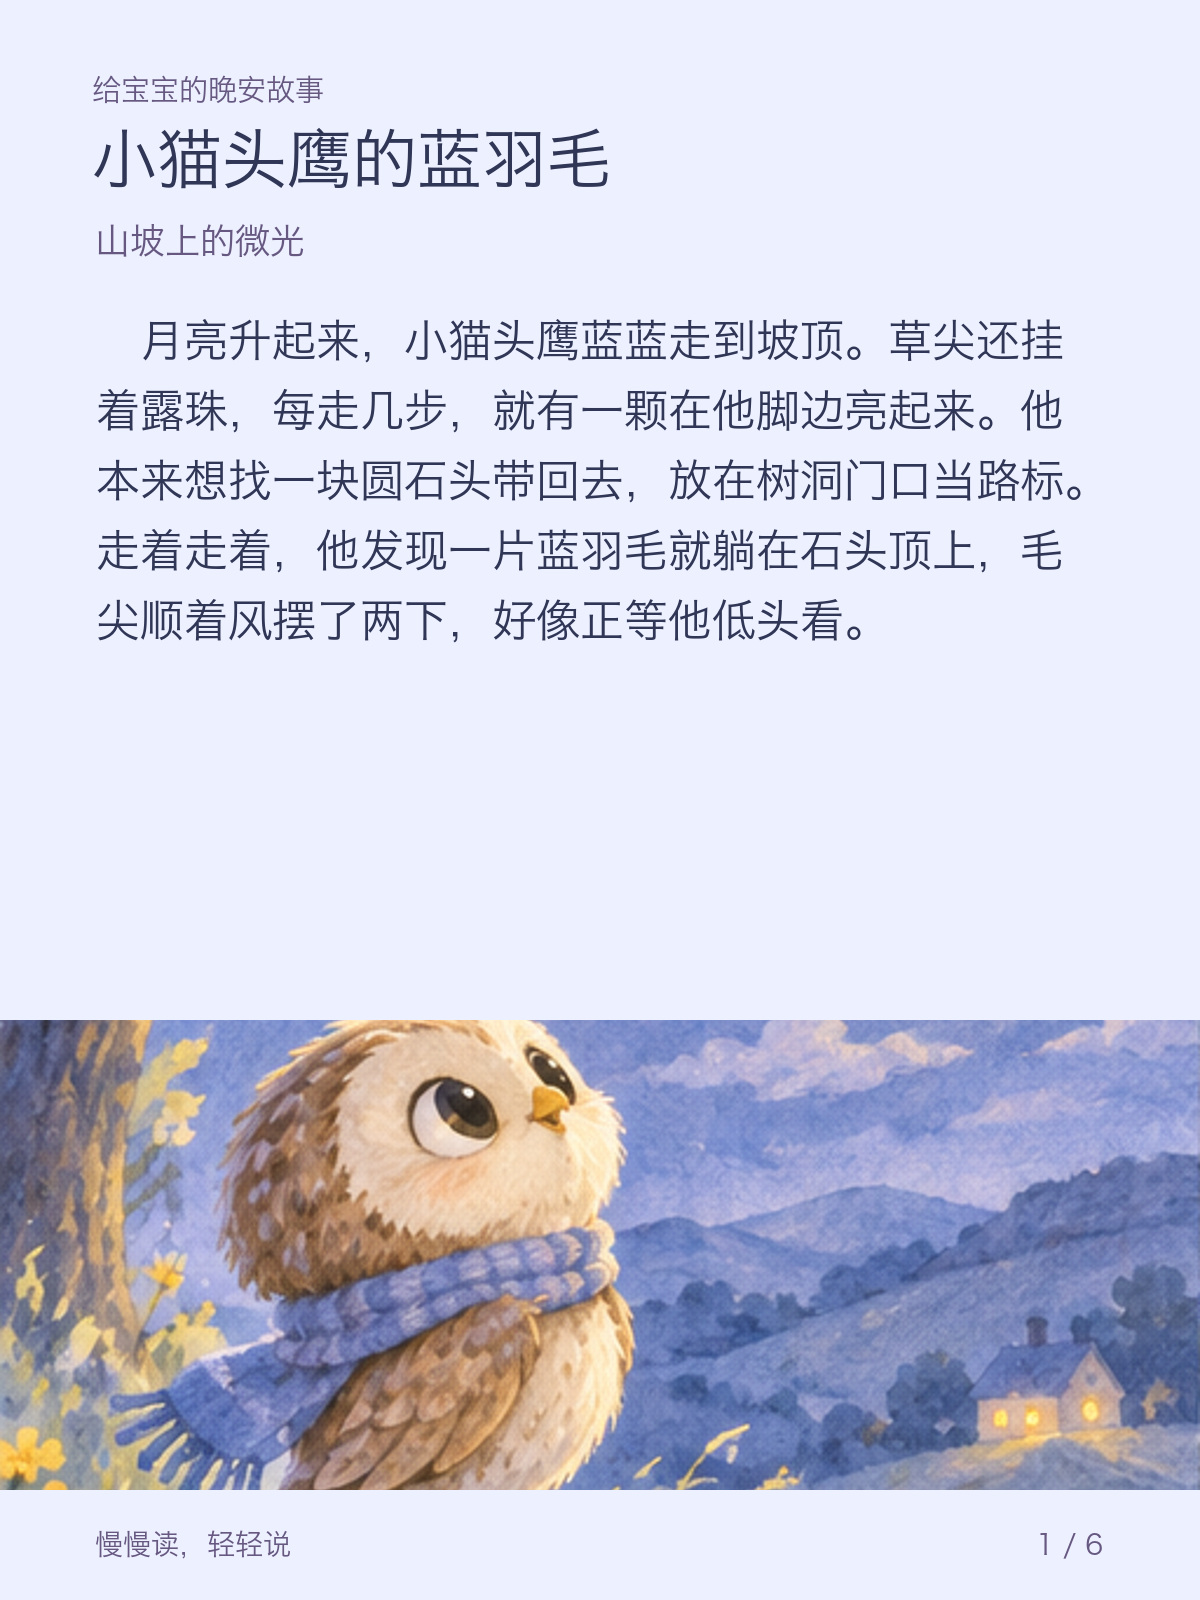 给宝宝的晚安故事
小猫头鹰的蓝羽毛
山坡上的微光
月亮升起来，小猫头鹰蓝蓝走到坡顶。草尖还挂
着露珠，每走几步，就有一颗在他脚边亮起来。他
本来想找一块圆石头带回去，放在树洞门口当路标。
走着走着，他发现一片蓝羽毛就躺在石头顶上，毛
尖顺着风摆了两下，好像正等他低头看。
慢慢读，轻轻说
1 / 6